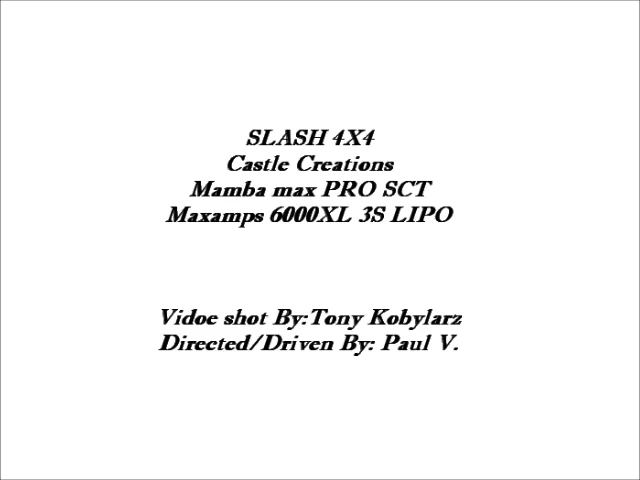 SLASH 4X4
Castle Creations
Mamba max PRO SCT
Maxamps 6000XL 3S LIPO
Vidoe shot By:Tony Kobylarz
Directed/Driven By: Paul V.